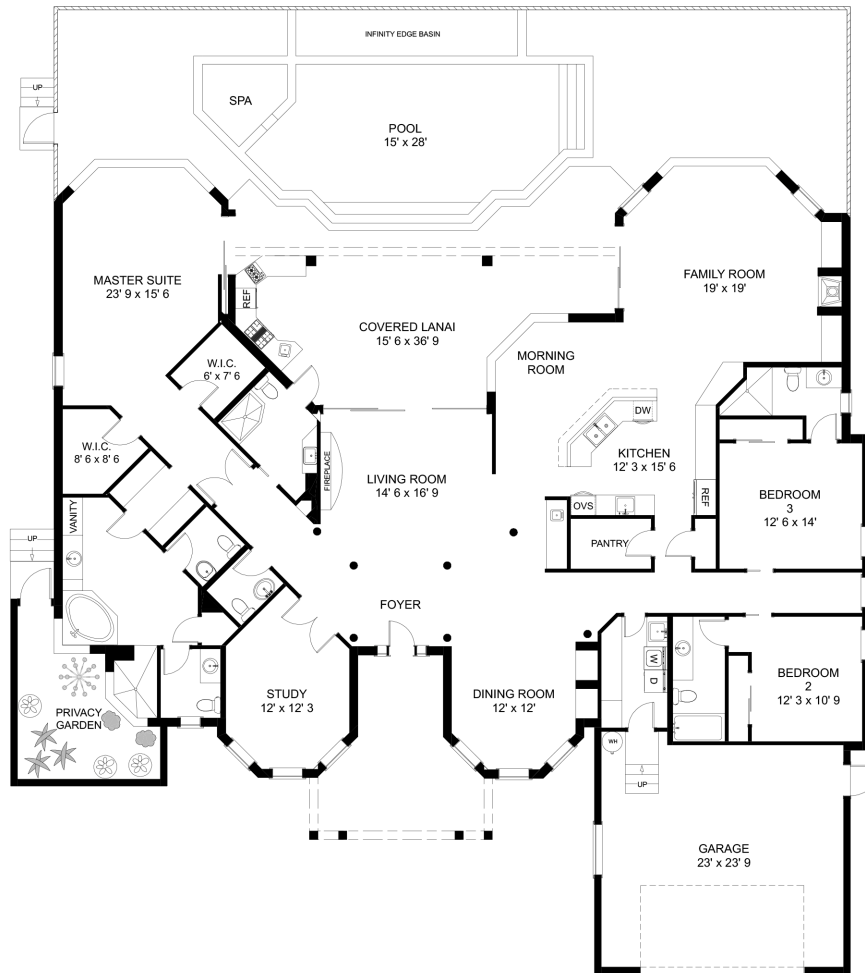 INFINITY EDGE BASIN
UP
SPA
POOL
15' x 28'
MASTER SUITE
23' 9 x 15' 6
FAMILY ROOM
19' x 19'
REF
COVERED LANAI
15' 6 x 36' 9
MORNING
ROOM
W.I.C.
6' x 7' 6
DW
W.I.C.
8' 6 x 8' 6
KITCHEN
12' 3 x 15' 6
LIVING ROOM
14' 6 x 16' 9
FIREPLACE
REF
BEDROOM
3
12' 6 x 14'
VANITY
OVS
UP
PANTRY
FOYER
W
D
STUDY
12' x 12' 3
DINING ROOM
12' x 12'
BEDROOM
2
12' 3 x 10' 9
PRIVACY
GARDEN
WH
UP
GARAGE
23' x 23' 9